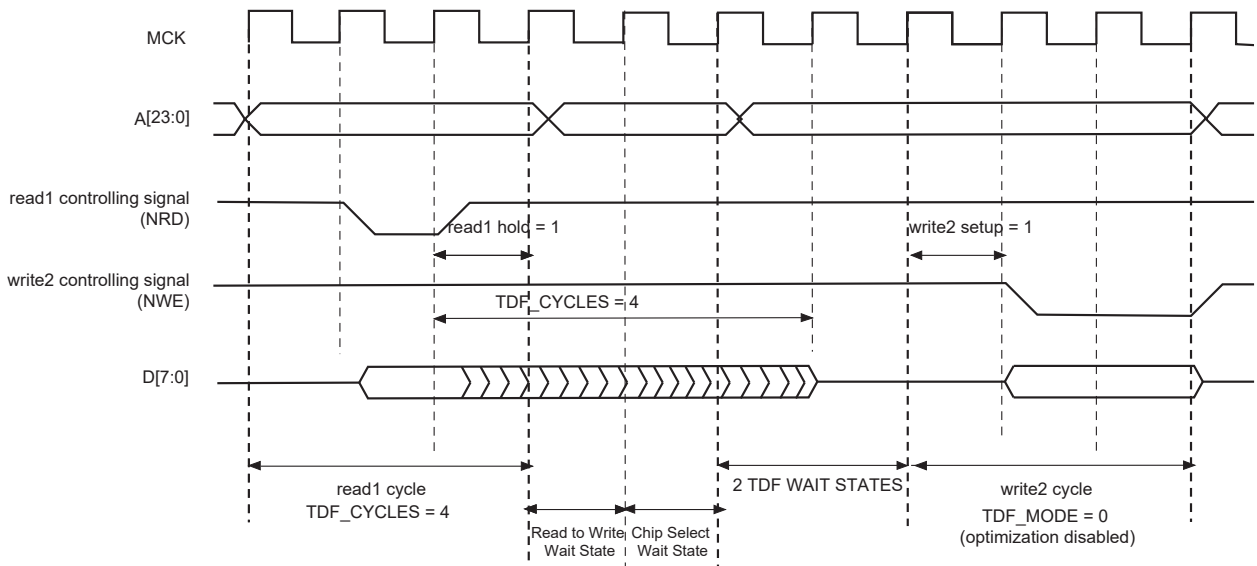 MCK
A[23:0]
read1 controlling signal
(NRD)
read1 hold = 1
write2 setup = 1
write2 controlling signal
(NWE)
TDF_CYCLES = 4
D[7:0]
read1 cycle
TDF_CYCLES = 4
2 TDF WAIT STATES
write2 cycle
TDF_MODE = 0
(optimization disabled)
Read to Write
Wait State
Chip Select
Wait State